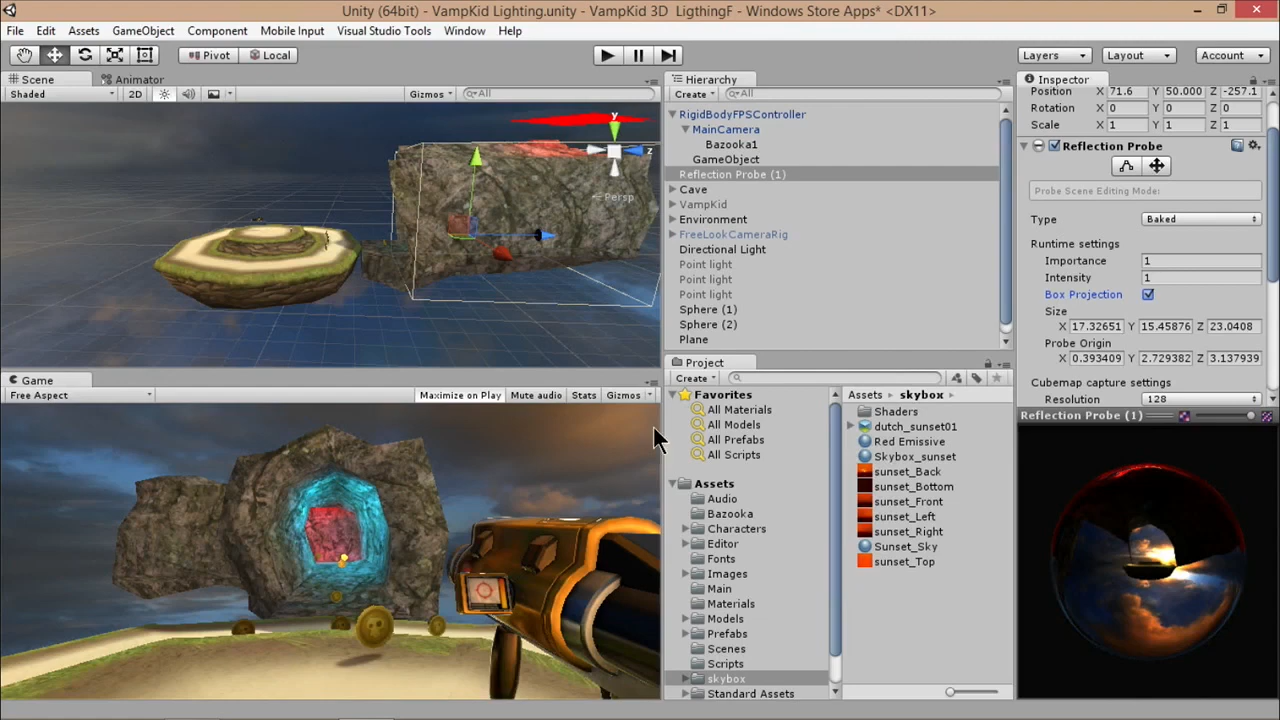 Unity (64bit) - VampKid Lighting.unity - VampKid 3D LigthingF - Windows Store Apps* <DX11>
File Edit Assets GameObject Component Mobile Input Visual Studio Tools Window Help
Pivot Local Layers Layout Account
Scene Animator
Shaded 2D Gizmos All
y
z
Persp
Game
Free Aspect Maximize on Play Mute audio Stats Gizmos
Hierarchy
Create All
RigidBodyFPSController
MainCamera
Bazooka1
GameObject
Reflection Probe (1)
Cave
VampKid
Environment
FreeLookCameraRig
Directional Light
Point light
Point light
Point light
Sphere (1)
Sphere (2)
Plane
Project
Create
Favorites
All Materials
All Models
All Prefabs
All Scripts
Assets
Audio
Bazooka
Characters
Editor
Fonts
Images
Main
Materials
Models
Prefabs
Scenes
Scripts
skybox
Standard Assets
Assets skybox
Shaders
dutch_sunset01
Red Emissive
Skybox_sunset
sunset_Back
sunset_Bottom
sunset_Front
sunset_Left
sunset_Right
Sunset_Sky
sunset_Top
Inspector
Position X 71.6 Y 50.000 Z -257.1
Rotation X 0 Y 0 Z 0
Scale X 1 Y 1 Z 1
Reflection Probe
Probe Scene Editing Mode:
Type Baked
Runtime settings
Importance 1
Intensity 1
Box Projection
Size
X 17.32651 Y 15.45876 Z 23.0408
Probe Origin
X 0.393409 Y 2.729382 Z 3.137939
Cubemap capture settings
Resolution 128
Reflection Probe (1)